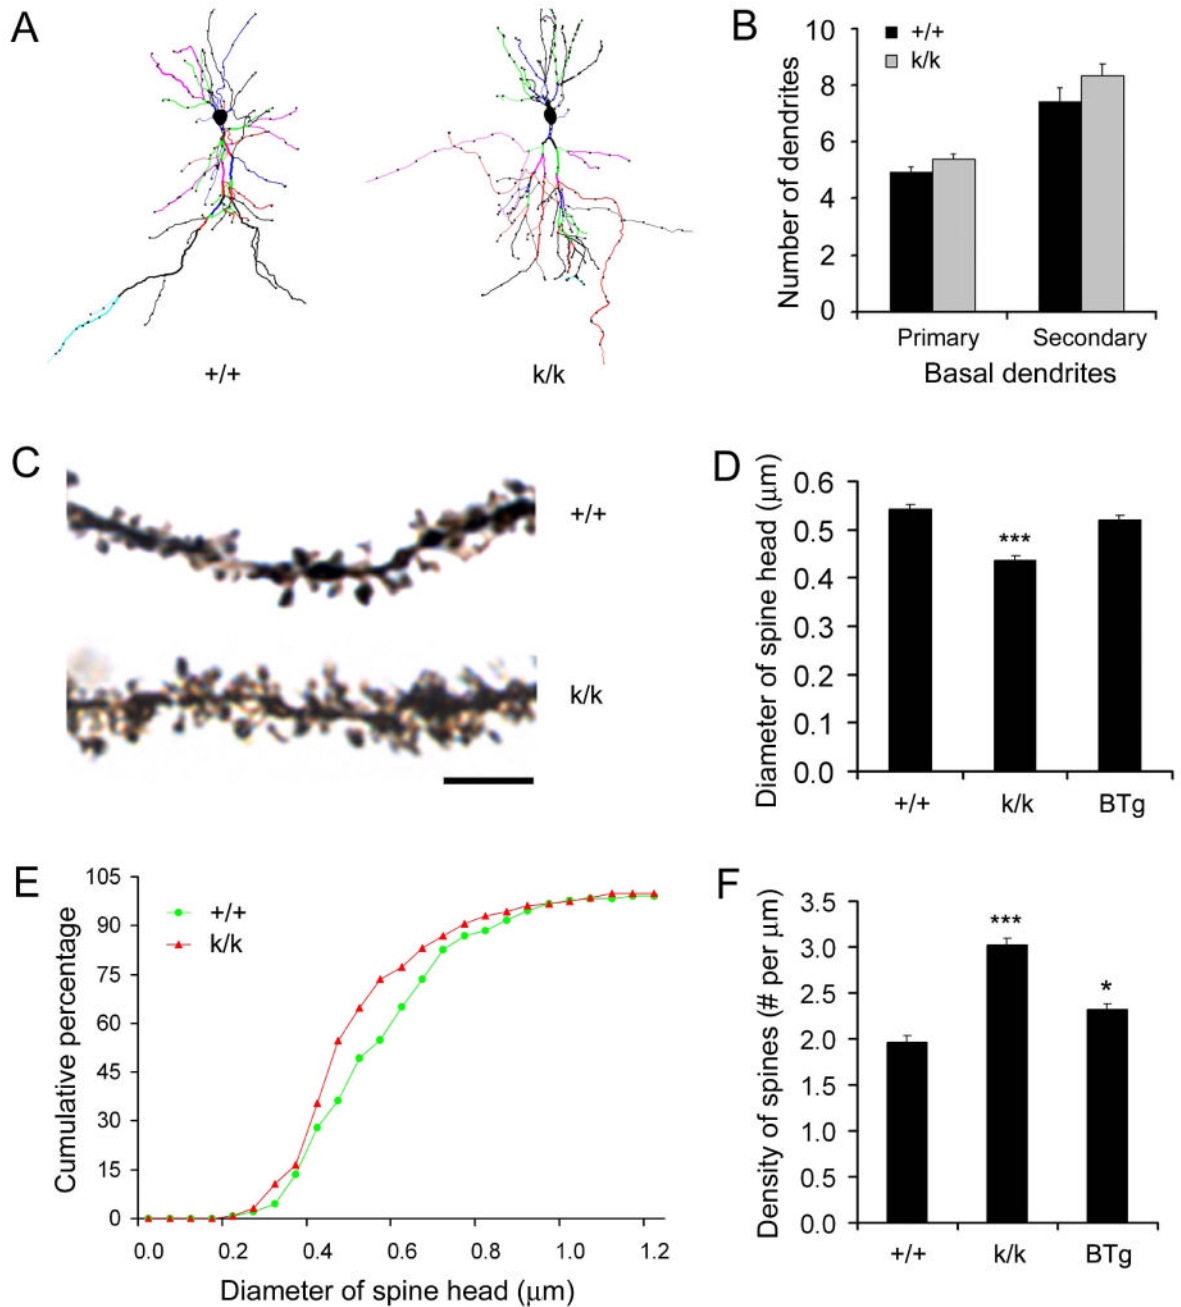 A
+/+
k/k
B
Number of dendrites
10
8
6
4
2
0
+/+
k/k
Primary
Secondary
Basal dendrites
C
+/+
k/k
D
Diameter of spine head (μm)
0.6
0.5
0.4
0.3
0.2
0.1
0.0
***
+/+
k/k
BTg
E
Cumulative percentage
105
90
75
60
45
30
15
0
+/+
k/k
0.0
0.2
0.4
0.6
0.8
1.0
1.2
Diameter of spine head (μm)
F
Density of spines (# per μm)
3.5
3.0
2.5
2.0
1.5
1.0
0.5
0.0
***
*
+/+
k/k
BTg